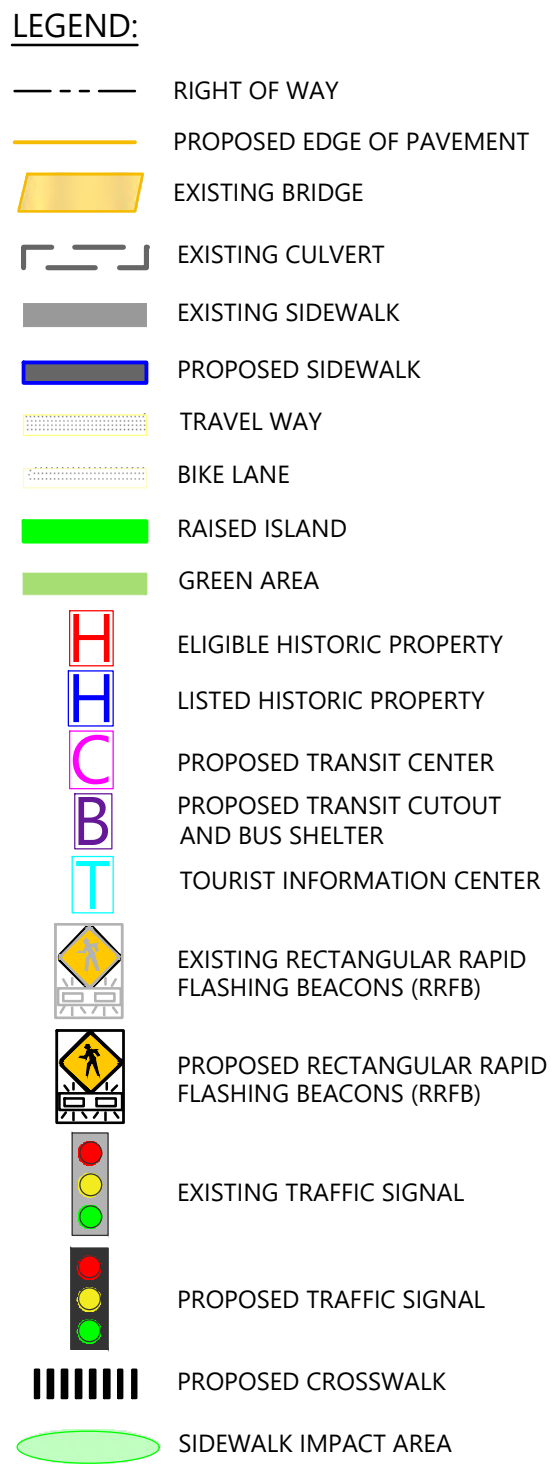 LEGEND:
RIGHT OF WAY
PROPOSED EDGE OF PAVEMENT
EXISTING BRIDGE
EXISTING CULVERT
EXISTING SIDEWALK
PROPOSED SIDEWALK
TRAVEL WAY
BIKE LANE
RAISED ISLAND
GREEN AREA
H ELIGIBLE HISTORIC PROPERTY
H LISTED HISTORIC PROPERTY
C PROPOSED TRANSIT CENTER
B PROPOSED TRANSIT CUTOUT
AND BUS SHELTER
T TOURIST INFORMATION CENTER
EXISTING RECTANGULAR RAPID
FLASHING BEACONS (RRFB)
PROPOSED RECTANGULAR RAPID
FLASHING BEACONS (RRFB)
EXISTING TRAFFIC SIGNAL
PROPOSED TRAFFIC SIGNAL
PROPOSED CROSSWALK
SIDEWALK IMPACT AREA